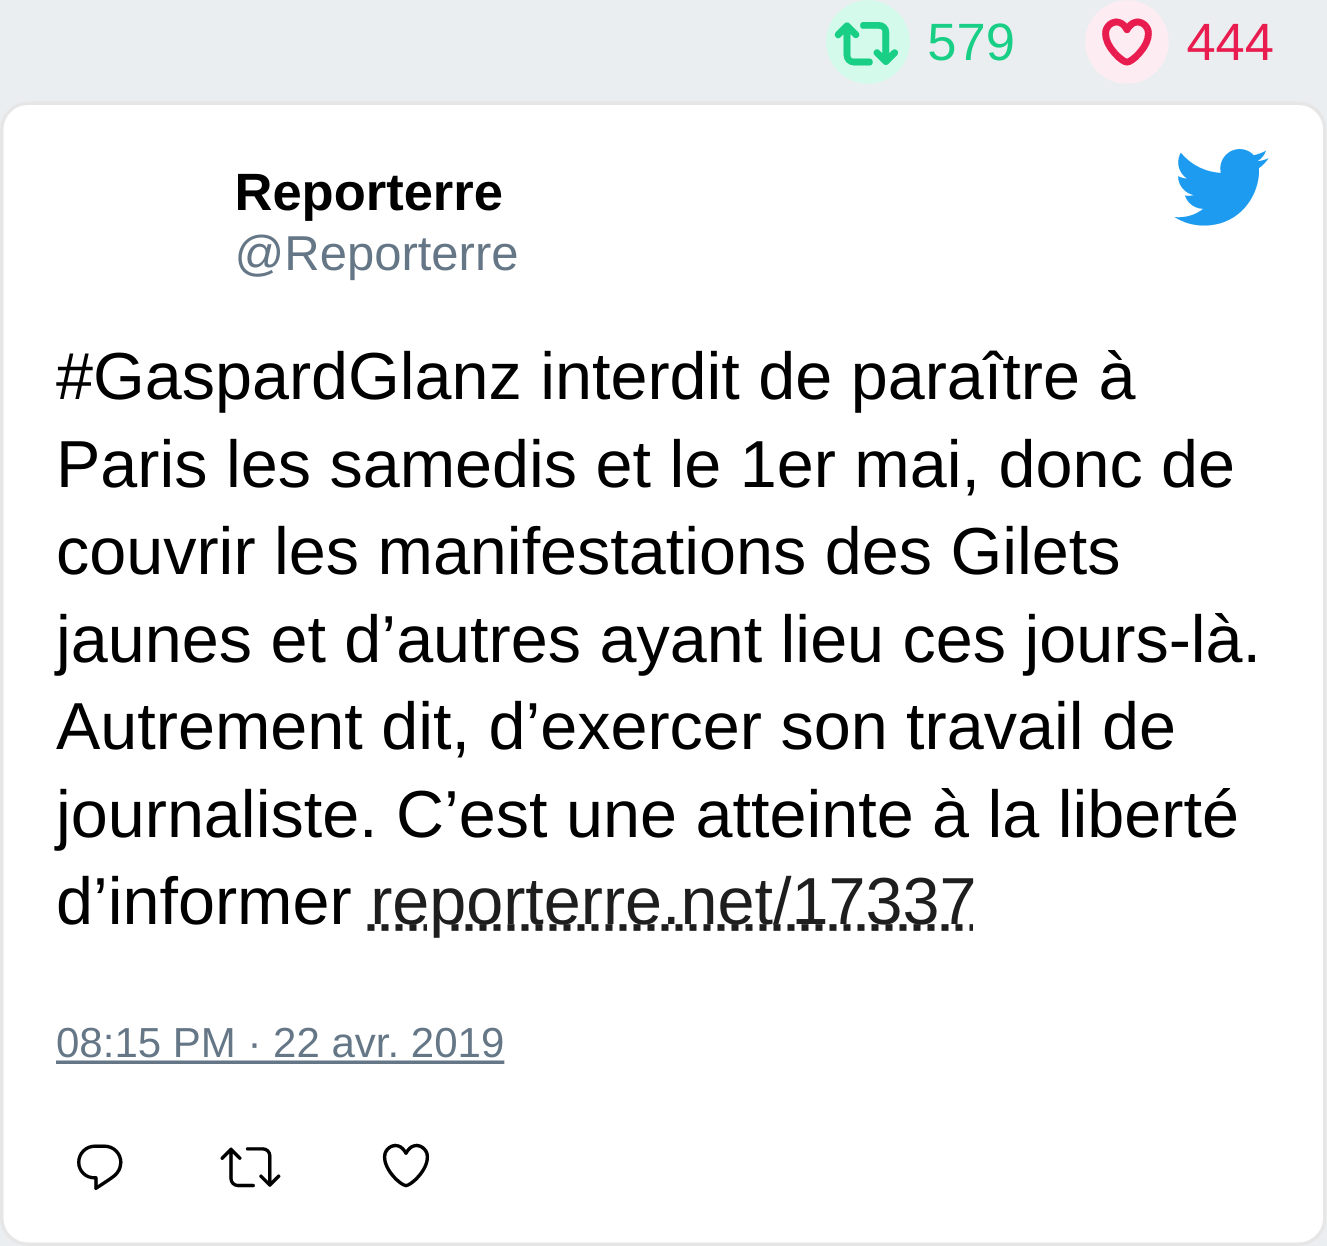 579 444
Reporterre
@Reporterre
#GaspardGlanz interdit de paraître à
Paris les samedis et le 1er mai, donc de
couvrir les manifestations des Gilets
jaunes et d’autres ayant lieu ces jours-là.
Autrement dit, d’exercer son travail de
journaliste. C’est une atteinte à la liberté
d’informer reporterre.net/17337
08:15 PM · 22 avr. 2019